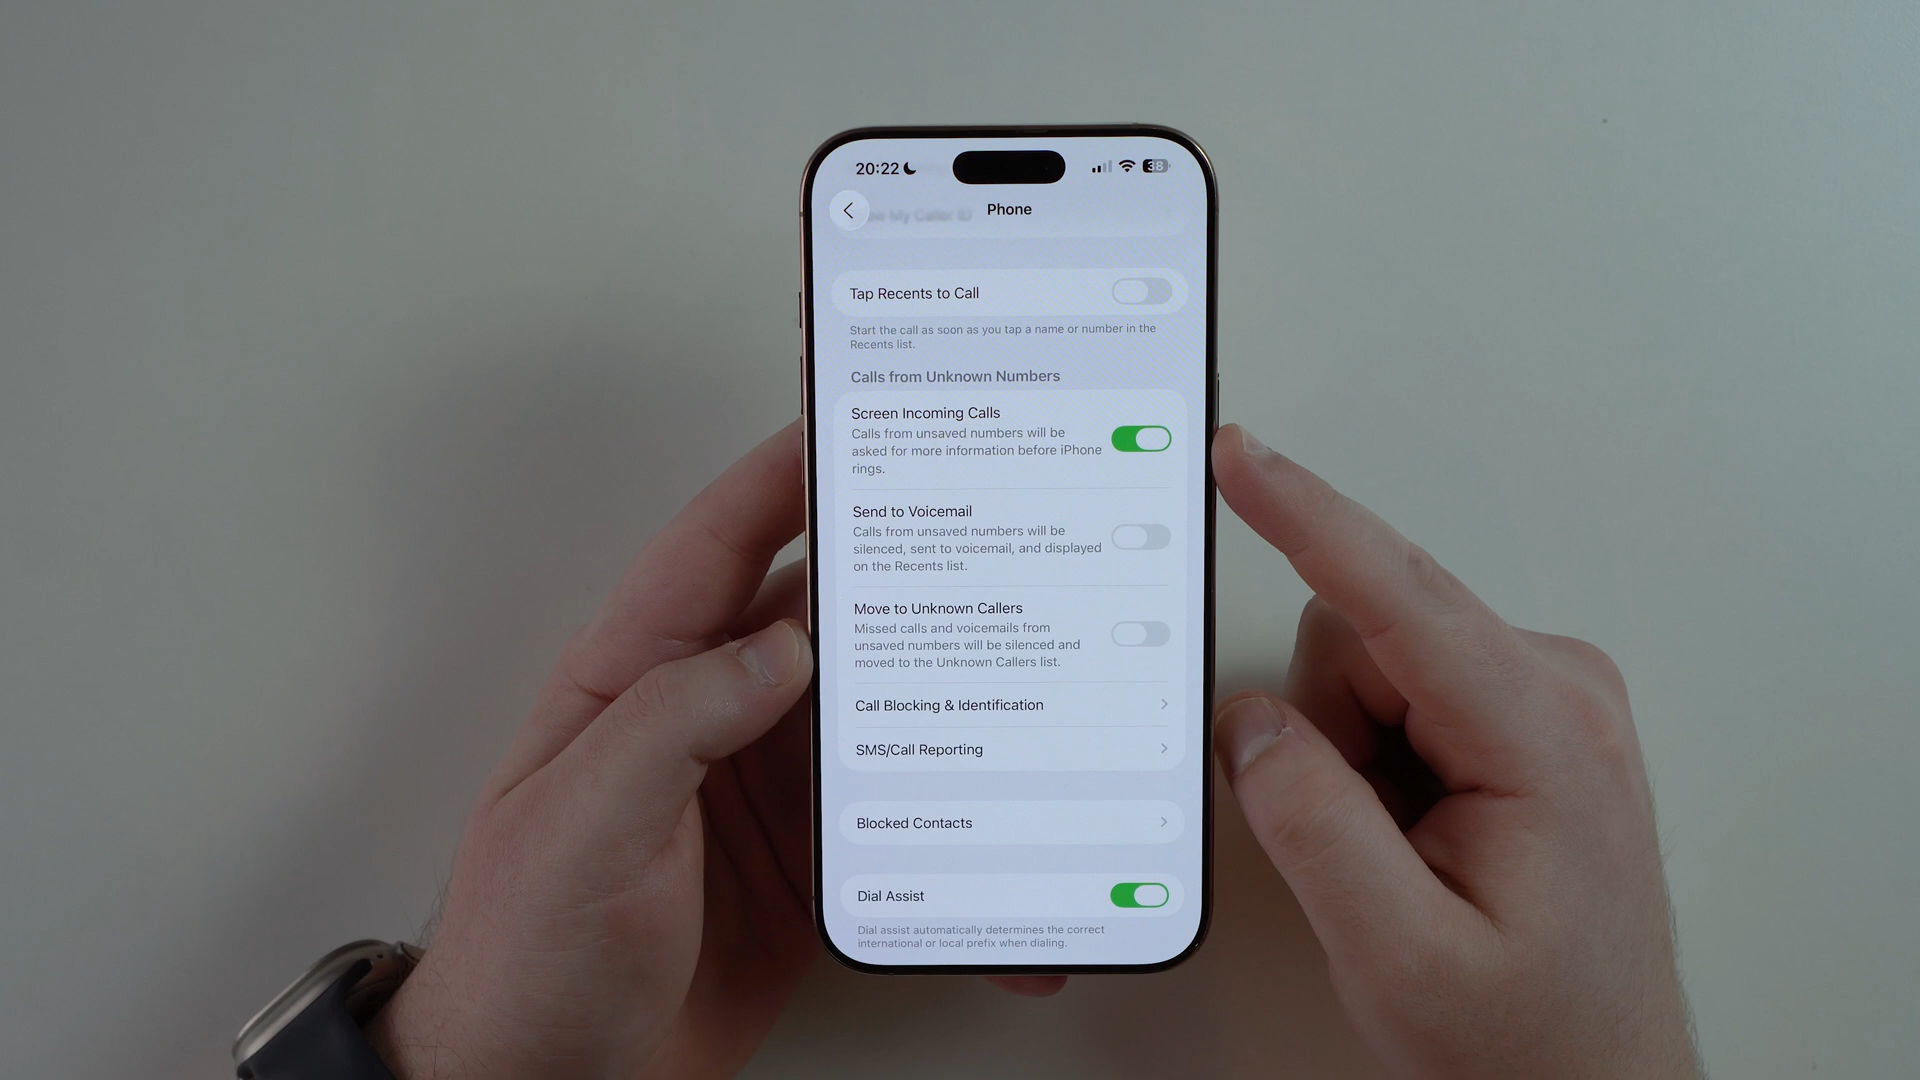 20:22
38
My Caller ID
Phone
Tap Recents to Call
Start the call as soon as you tap a name or number in the
Recents list.
Calls from Unknown Numbers
Screen Incoming Calls
Calls from unsaved numbers will be
asked for more information before iPhone
rings.
Send to Voicemail
Calls from unsaved numbers will be
silenced, sent to voicemail, and displayed
on the Recents list.
Move to Unknown Callers
Missed calls and voicemails from
unsaved numbers will be silenced and
moved to the Unknown Callers list.
Call Blocking & Identification
SMS/Call Reporting
Blocked Contacts
Dial Assist
Dial assist automatically determines the correct
international or local prefix when dialing.